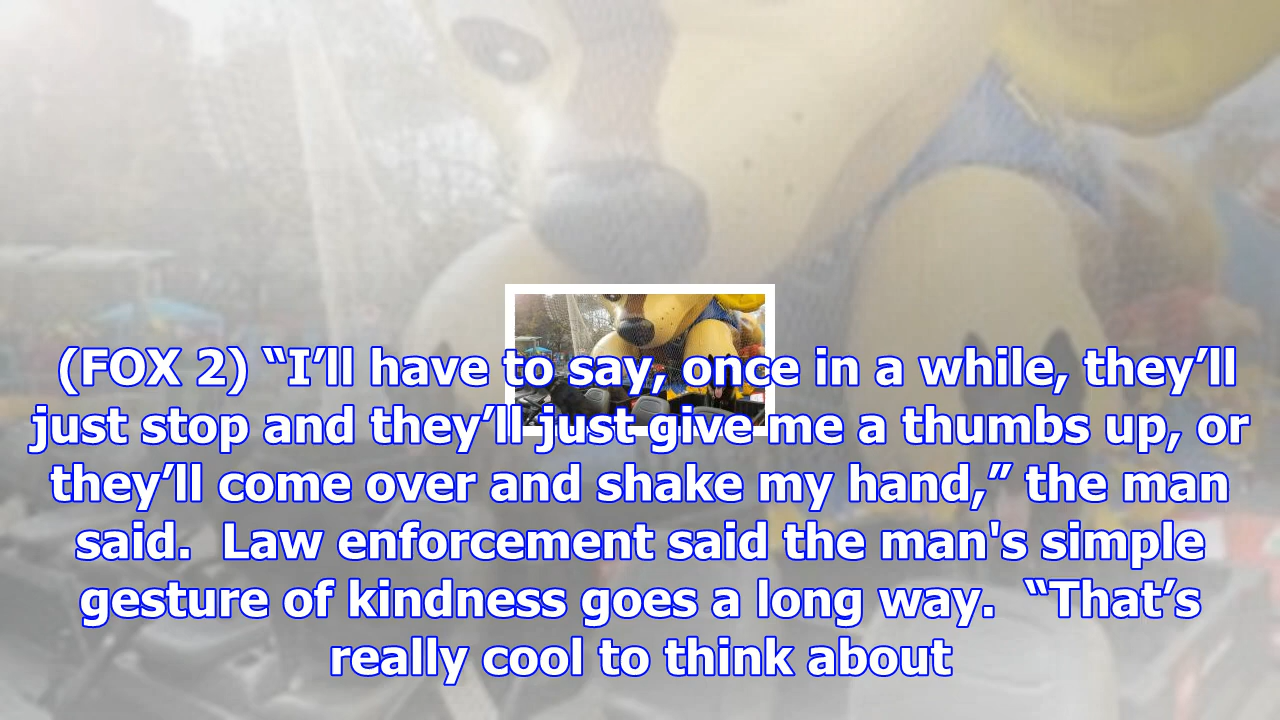 (FOX 2) “I’ll have to say, once in a while, they’ll
just stop and they’ll just give me a thumbs up, or
they’ll come over and shake my hand,” the man
said.  Law enforcement said the man's simple
gesture of kindness goes a long way.  “That’s
really cool to think about